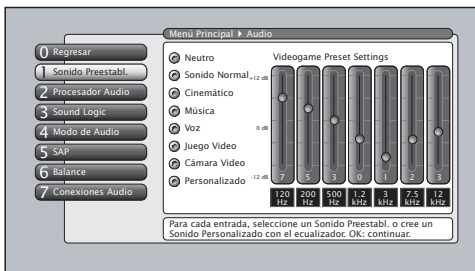 Menú Principal ▶ Audio
0 Regresar
1 Sonido Preestabl.
2 Procesador Audio
3 Sound Logic
4 Modo de Audio
5 SAP
6 Balance
7 Conexiones Audio
Neutro
Sonido Normal
Cinemático
Música
Voz
Juego Video
Cámara Video
Personalizado
Videogame Preset Settings
+12 dB
0 dB
-12 dB
7 5 3 0 1 2 3
120 Hz 200 Hz 500 Hz 1.2 kHz 3 kHz 7.5 kHz 12 kHz
Para cada entrada, seleccione un Sonido Preestabl. o cree un
Sonido Personalizado con el ecualizador. OK: continuar.